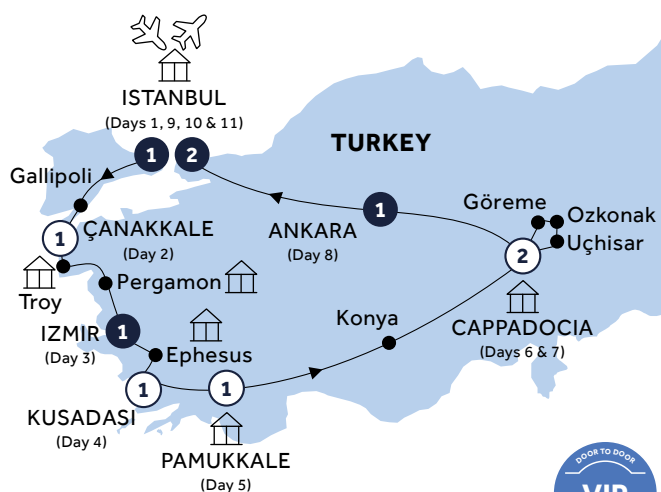 ISTANBUL
(Days 1, 9, 10 & 11)
TURKEY
1
2
Gallipoli
Göreme
Ozkonak
1
ÇANAKKALE
(Day 2)
ANKARA
(Day 8)
1
Uçhisar
2
Troy
Pergamon
IZMIR
(Day 3)
1
Konya
CAPPADOCIA
(Days 6 & 7)
Ephesus
1
1
KUSADASI
(Day 4)
PAMUKKALE
(Day 5)
DOOR TO DOOR
VIP